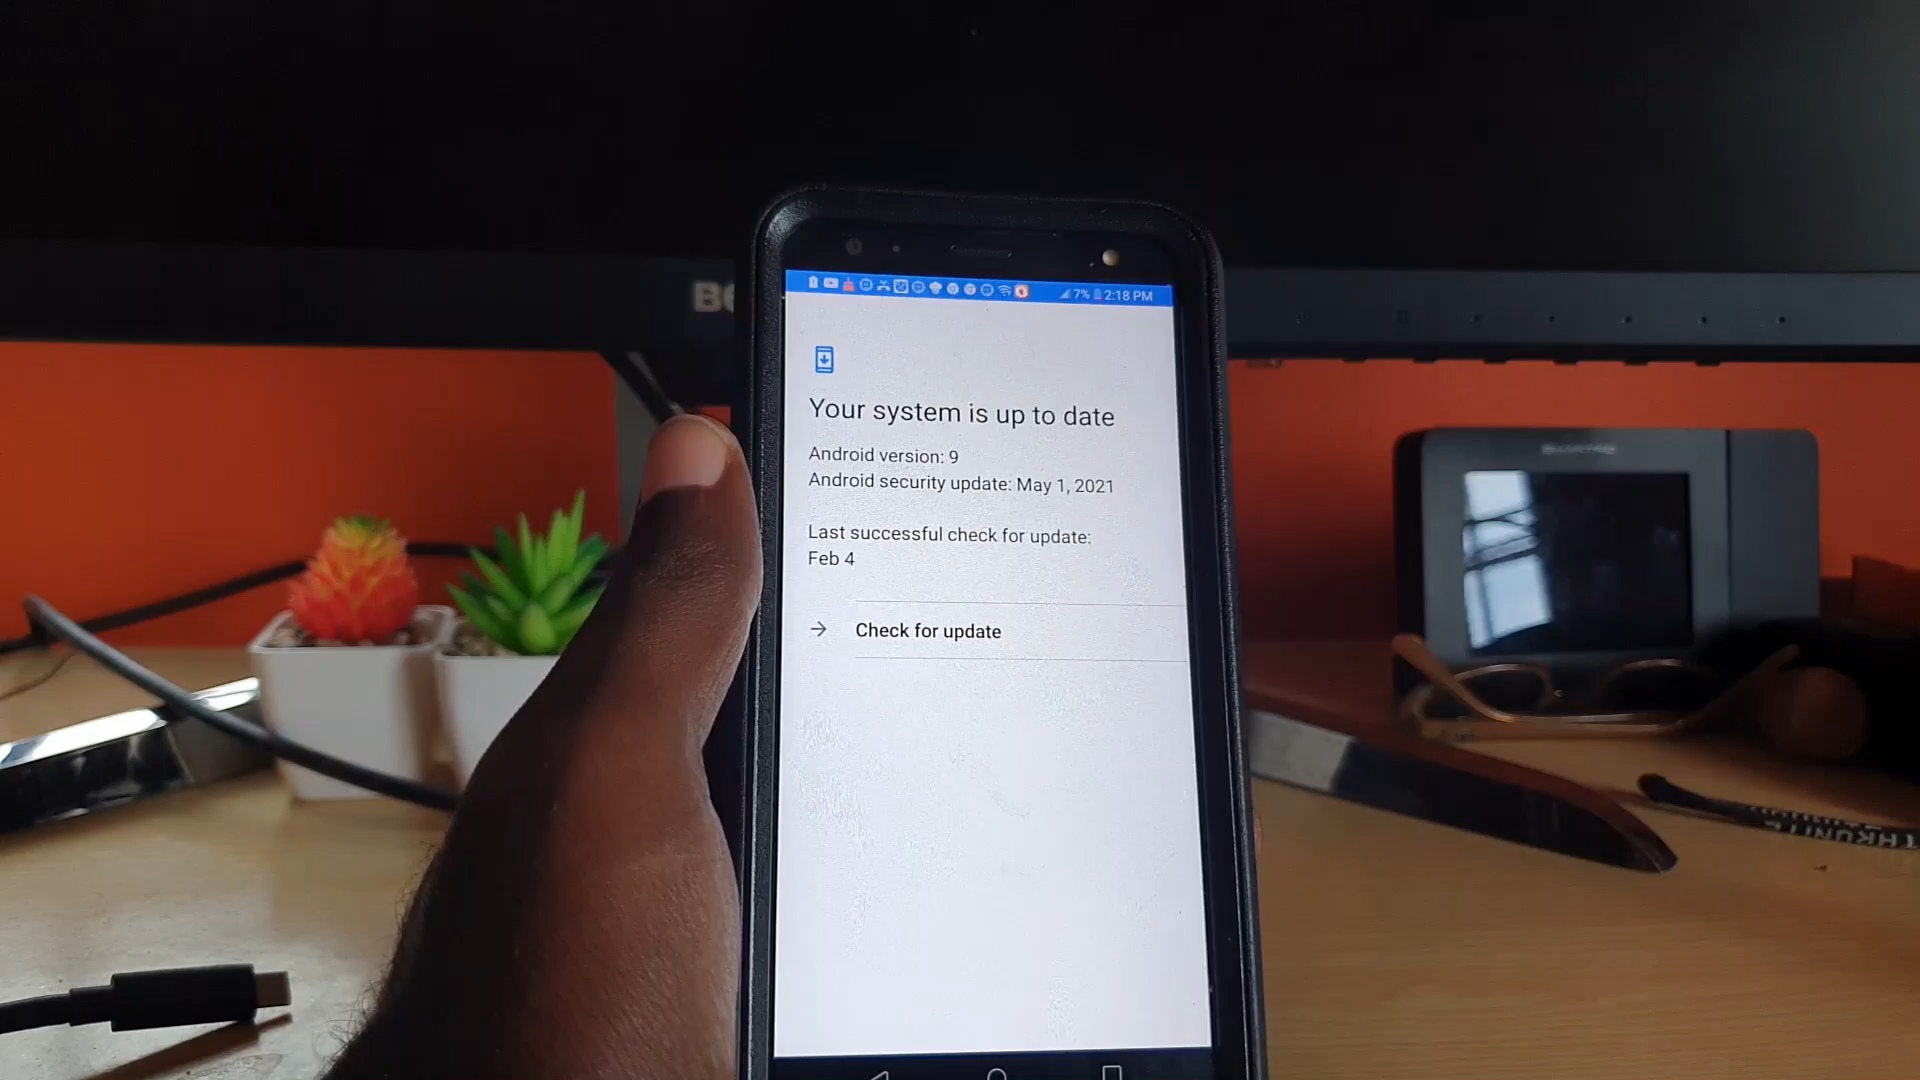 7% 2:18 PM
Your system is up to date
Android version: 9
Android security update: May 1, 2021
Last successful check for update:
Feb 4
Check for update